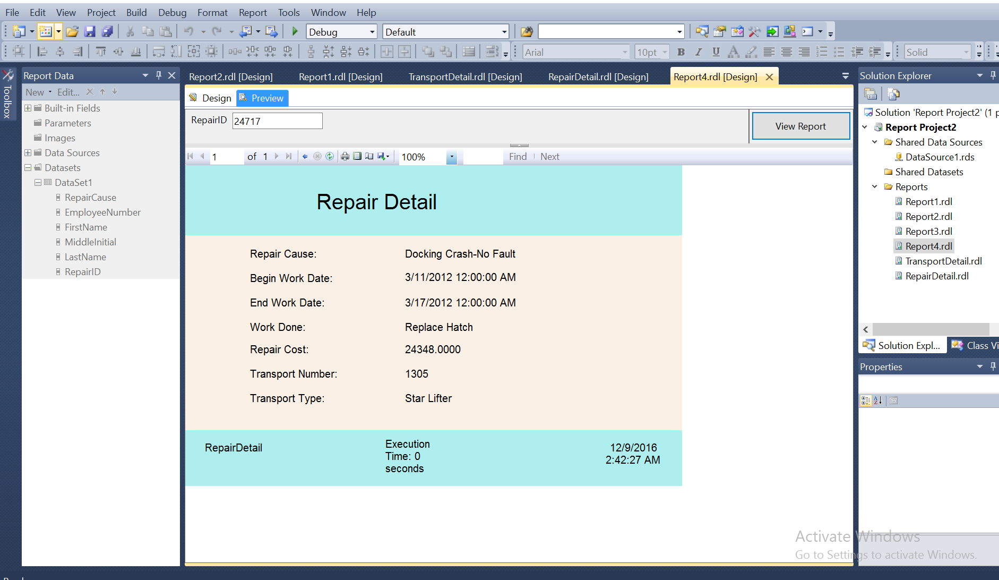 File Edit View Project Build Debug Format Report Tools Window Help
Debug Default
Arial 10pt B I U A Solid
Toolbox
Report Data
New Edit...
Built-in Fields
Parameters
Images
Data Sources
Datasets
DataSet1
RepairCause
EmployeeNumber
FirstName
MiddleInitial
LastName
RepairID
Report2.rdl [Design] Report1.rdl [Design] TransportDetail.rdl [Design] RepairDetail.rdl [Design] Report4.rdl [Design]
Design Preview
RepairID 24717 View Report
1 of 1 100% Find Next
Repair Detail
Repair Cause: Docking Crash-No Fault
Begin Work Date: 3/11/2012 12:00:00 AM
End Work Date: 3/17/2012 12:00:00 AM
Work Done: Replace Hatch
Repair Cost: 24348.0000
Transport Number: 1305
Transport Type: Star Lifter
RepairDetail
Execution
Time: 0
seconds
12/9/2016
2:42:27 AM
Solution Explorer
Solution 'Report Project2' (1 p
Report Project2
Shared Data Sources
DataSource1.rds
Shared Datasets
Reports
Report1.rdl
Report2.rdl
Report3.rdl
Report4.rdl
TransportDetail.rdl
RepairDetail.rdl
Solution Expl... Class Vi
Properties
Activate Windows
Go to Settings to activate Windows.